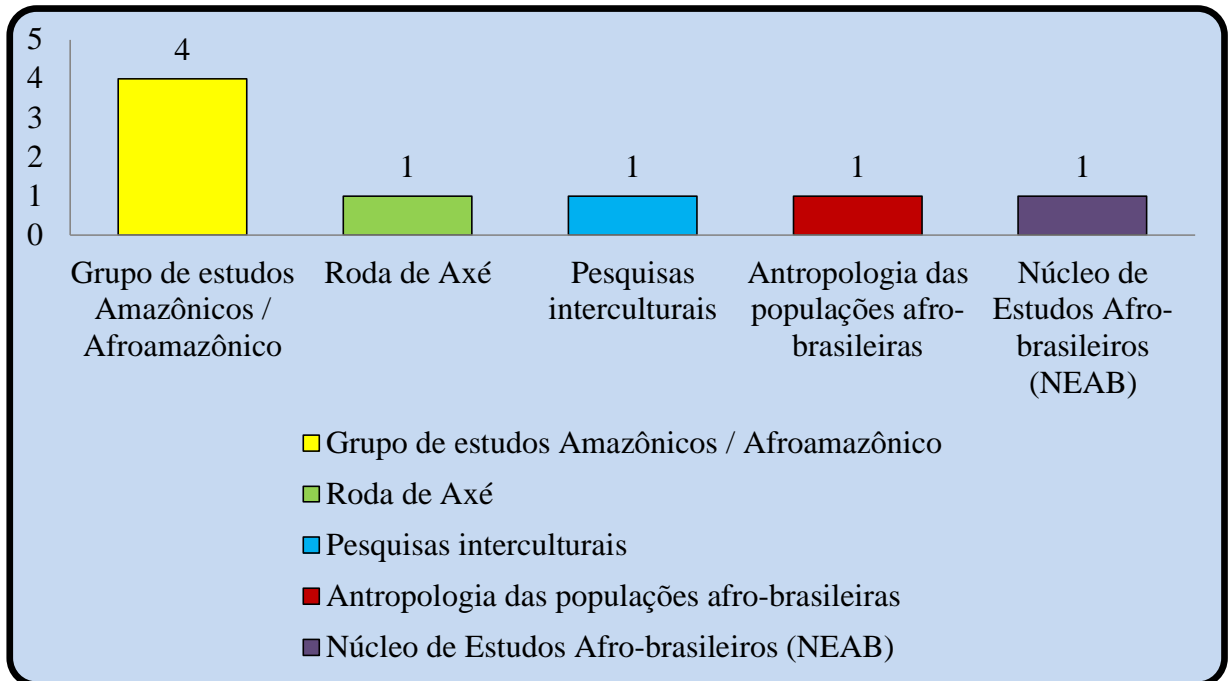 5
4
3
2
1
0
4
1
1
1
1
Grupo de estudos
Amazônicos /
Afroamazônico
Roda de Axé
Pesquisas
interculturais
Antropologia das
populações afro-
brasileiras
Núcleo de
Estudos Afro-
brasileiros
(NEAB)
Grupo de estudos Amazônicos / Afroamazônico
Roda de Axé
Pesquisas interculturais
Antropologia das populações afro-brasileiras
Núcleo de Estudos Afro-brasileiros (NEAB)